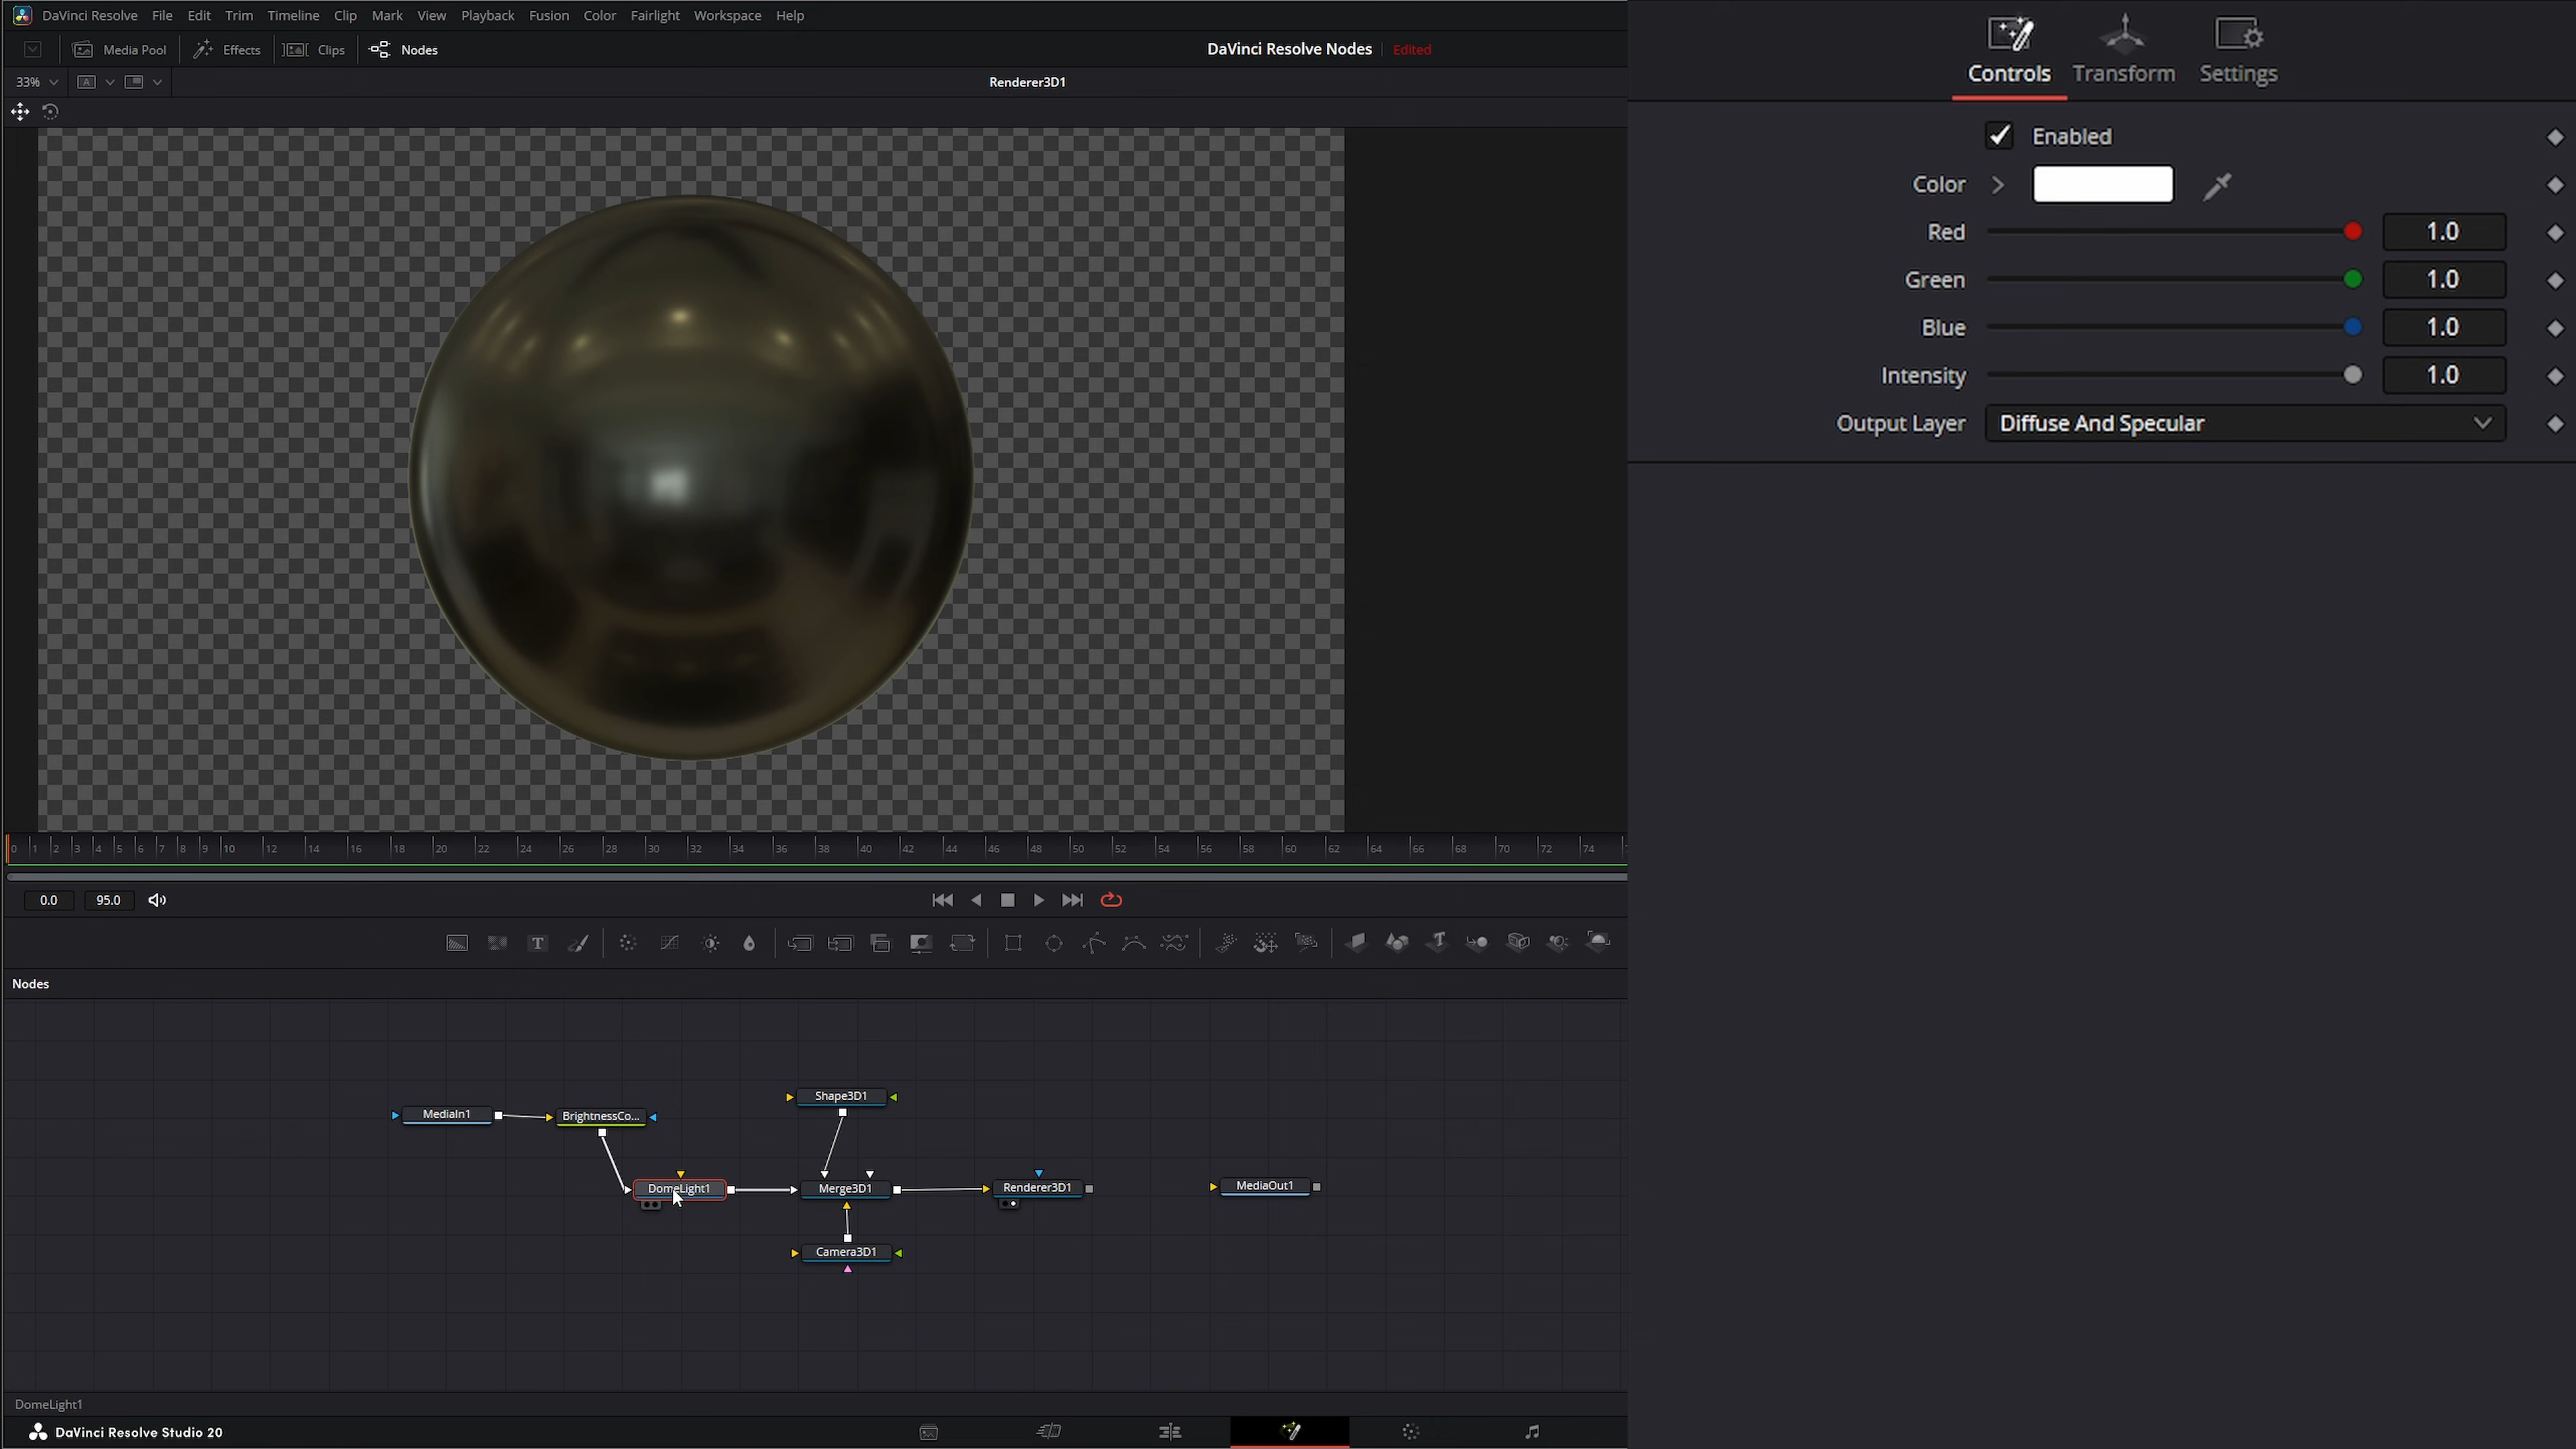 DaVinci Resolve File Edit Trim Timeline Clip Mark View Playback Fusion Color Fairlight Workspace Help
Media Pool Effects Clips Nodes DaVinci Resolve Nodes Edited
33% A Renderer3D1
Controls Transform Settings
Enabled
Color
Red 1.0
Green 1.0
Blue 1.0
Intensity 1.0
Output Layer Diffuse And Specular
0 1 2 3 4 5 6 7 8 9 10 12 14 16 18 20 22 24 26 28 30 32 34 36 38 40 42 44 46 48 50 52 54 56 58 60 62 64 66 68 70 72 74
0.0 95.0
T T
Nodes
Shape3D1
MediaIn1 BrightnessCo...
DomeLight1 Merge3D1 Renderer3D1 MediaOut1
Camera3D1
DomeLight1
DaVinci Resolve Studio 20